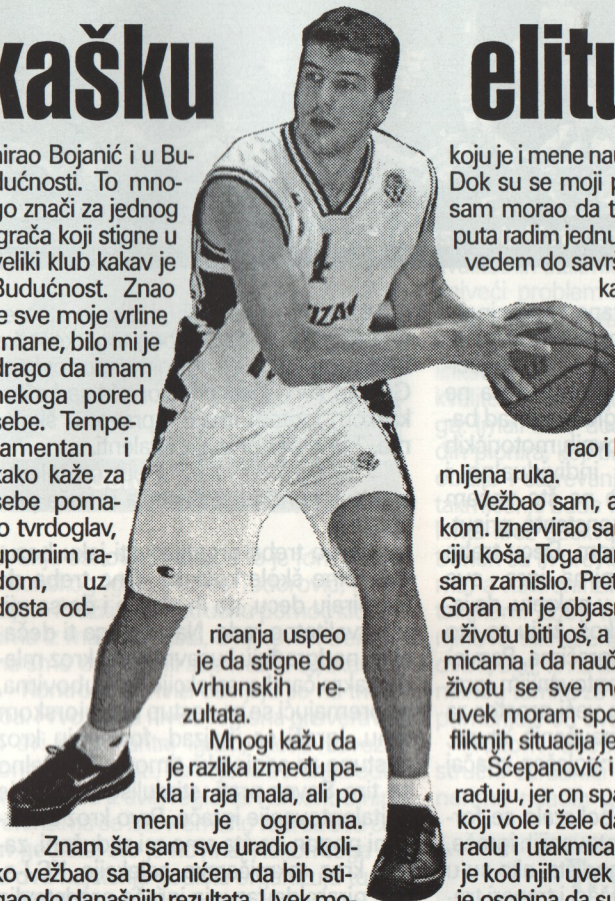 kašku elitu
nirao Bojanić i u Bu-
dućnosti. To mno-
go znači za jednog
igrača koji stigne u
veliki klub kakav je
Budućnost. Znao
je sve moje vrline
i mane, bilo mi je
drago da imam
nekoga pored
sebe. Tempe-
ramentan
kako kaže za
sebe poma-
lo tvrdoglav,
upornim ra-
dom, uz
dosta od-
ricanja uspeo
je da stigne do
vrhunskih re-
zultata.
Mnogi kažu da
je razlika između pa-
kla i raja mala, ali po
meni je ogromna.
Znam šta sam sve uradio i koli-
ko vežbao sa Bojanićem da bih sti-
gao do današnjih rezultata. Uvek mo-
koju je i mene nau
Dok su se moji p
sam morao da t
puta radim jednu
vedem do savrš
ka
rao i
mljena ruka.
Vežbao sam, a
kom. Iznervirao sa
ciju koša. Toga dan
sam zamislio. Pret
Goran mi je objasn
u životu biti još, a i
micama i da nauč
životu se sve mo
uvek moram spo
fliktnih situacija je
Šćepanović i
rađuju, jer on spa
koji vole i žele da
radu i utakmica
je kod njih uvek
je osobina da su
4
IZAN